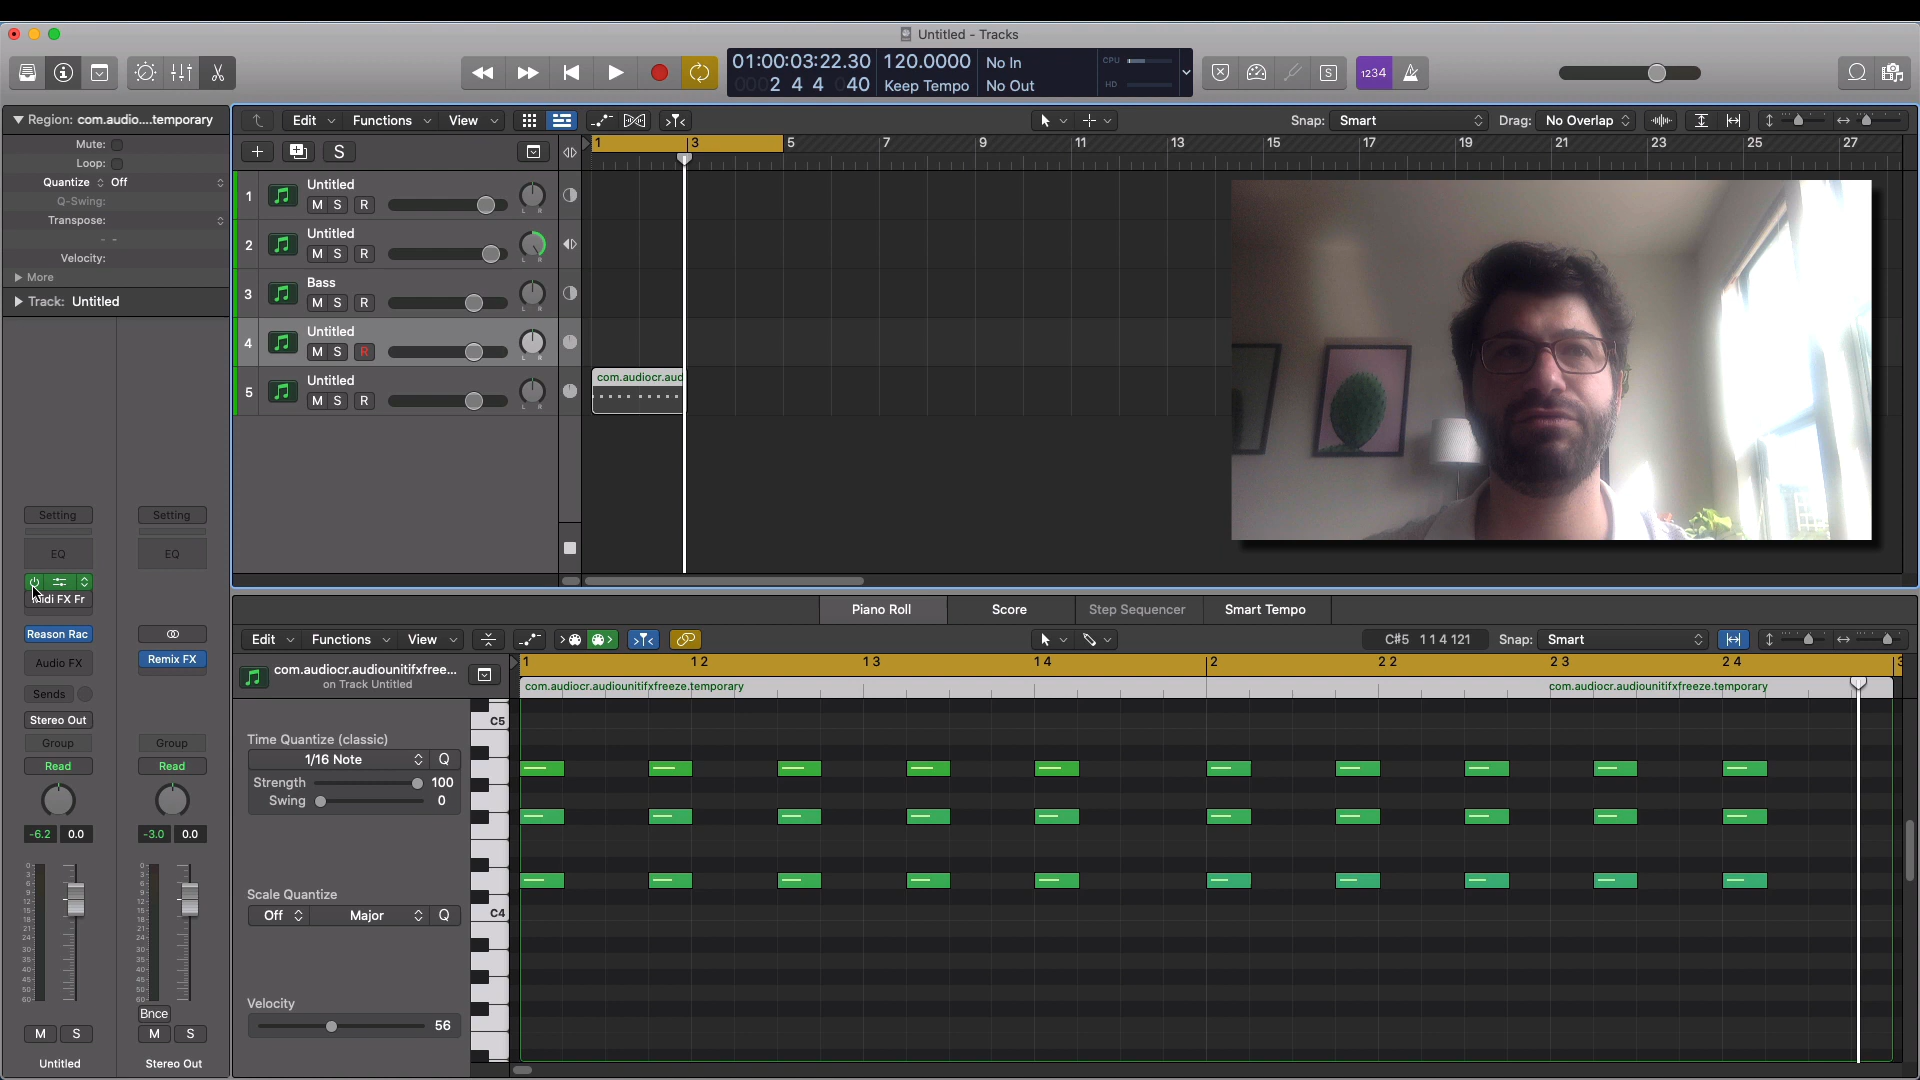 Untitled - Tracks
01:00:03:22.30 120.0000 No In CPU
0002 4 4 040 Keep Tempo No Out HD
1234
Region: com.audio....temporary
Mute:
Loop:
Quantize Off
Q-Swing:
Transpose:
- -
Velocity:
More
Track: Untitled
Edit Functions View
Snap: Smart Drag: No Overlap
S
1 3 5 7 9 11 13 15 17 19 21 23 25 27
1 Untitled
M S R L R
2 Untitled
M S R L R
3 Bass
M S R L R
4 Untitled
M S R L R
5 Untitled
M S R L R
com.audiocr.aud
Setting Setting
EQ EQ
Midi FX Fr
Reason Rac
Audio FX Remix FX
Sends
Stereo Out
Group Group
Read Read
-6.2 0.0 -3.0 0.0
Bnce
M S M S
Untitled Stereo Out
Piano Roll Score Step Sequencer Smart Tempo
Edit Functions View
C#5 1 1 4 121 Snap: Smart
com.audiocr.audiounitifxfree...
on Track Untitled
1 1 2 1 3 1 4 2 2 2 2 3 2 4 3
com.audiocr.audiounitifxfreeze.temporary com.audiocr.audiounitifxfreeze.temporary
Time Quantize (classic)
1/16 Note Q
Strength 100
Swing 0
Scale Quantize
Off Major Q
Velocity
56
C5
C4